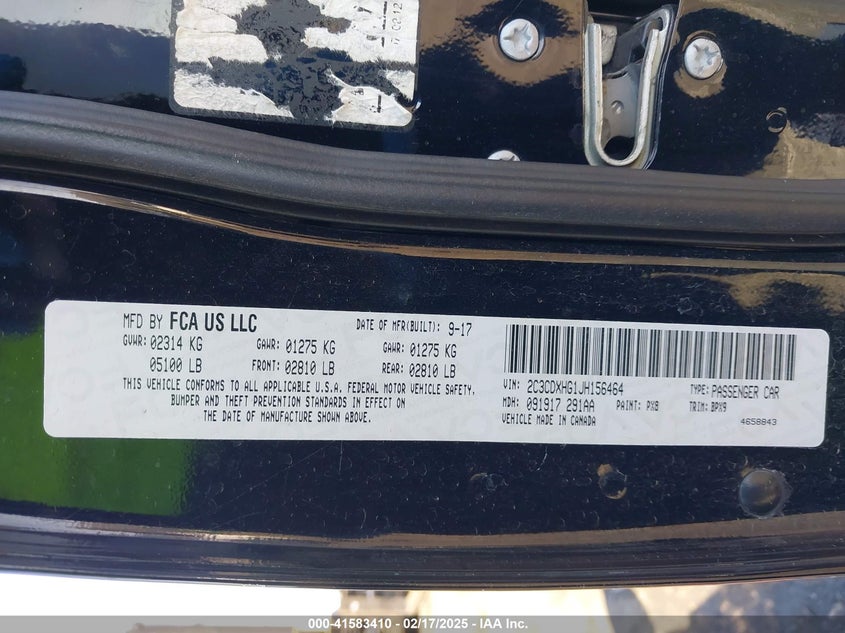 MFD BY FCA US LLC
DATE OF MFR(BUILT): 9-17
GVWR: 02314 KG GAWR: 01275 KG GAWR: 01275 KG
05100 LB FRONT: 02810 LB REAR: 02810 LB
THIS VEHICLE CONFORMS TO ALL APPLICABLE U.S.A. FEDERAL MOTOR VEHICLE SAFETY,
BUMPER AND THEFT PREVENTION STANDARDS IN EFFECT ON
THE DATE OF MANUFACTURE SHOWN ABOVE.
VIN: 2C3CDXHG1JH156464 TYPE: PASSENGER CAR
MDH: 091917 291AA PAINT: PX8 TRIM: BPX9
VEHICLE MADE IN CANADA 4658843
000-41583410 - 02/17/2025 - IAA Inc.